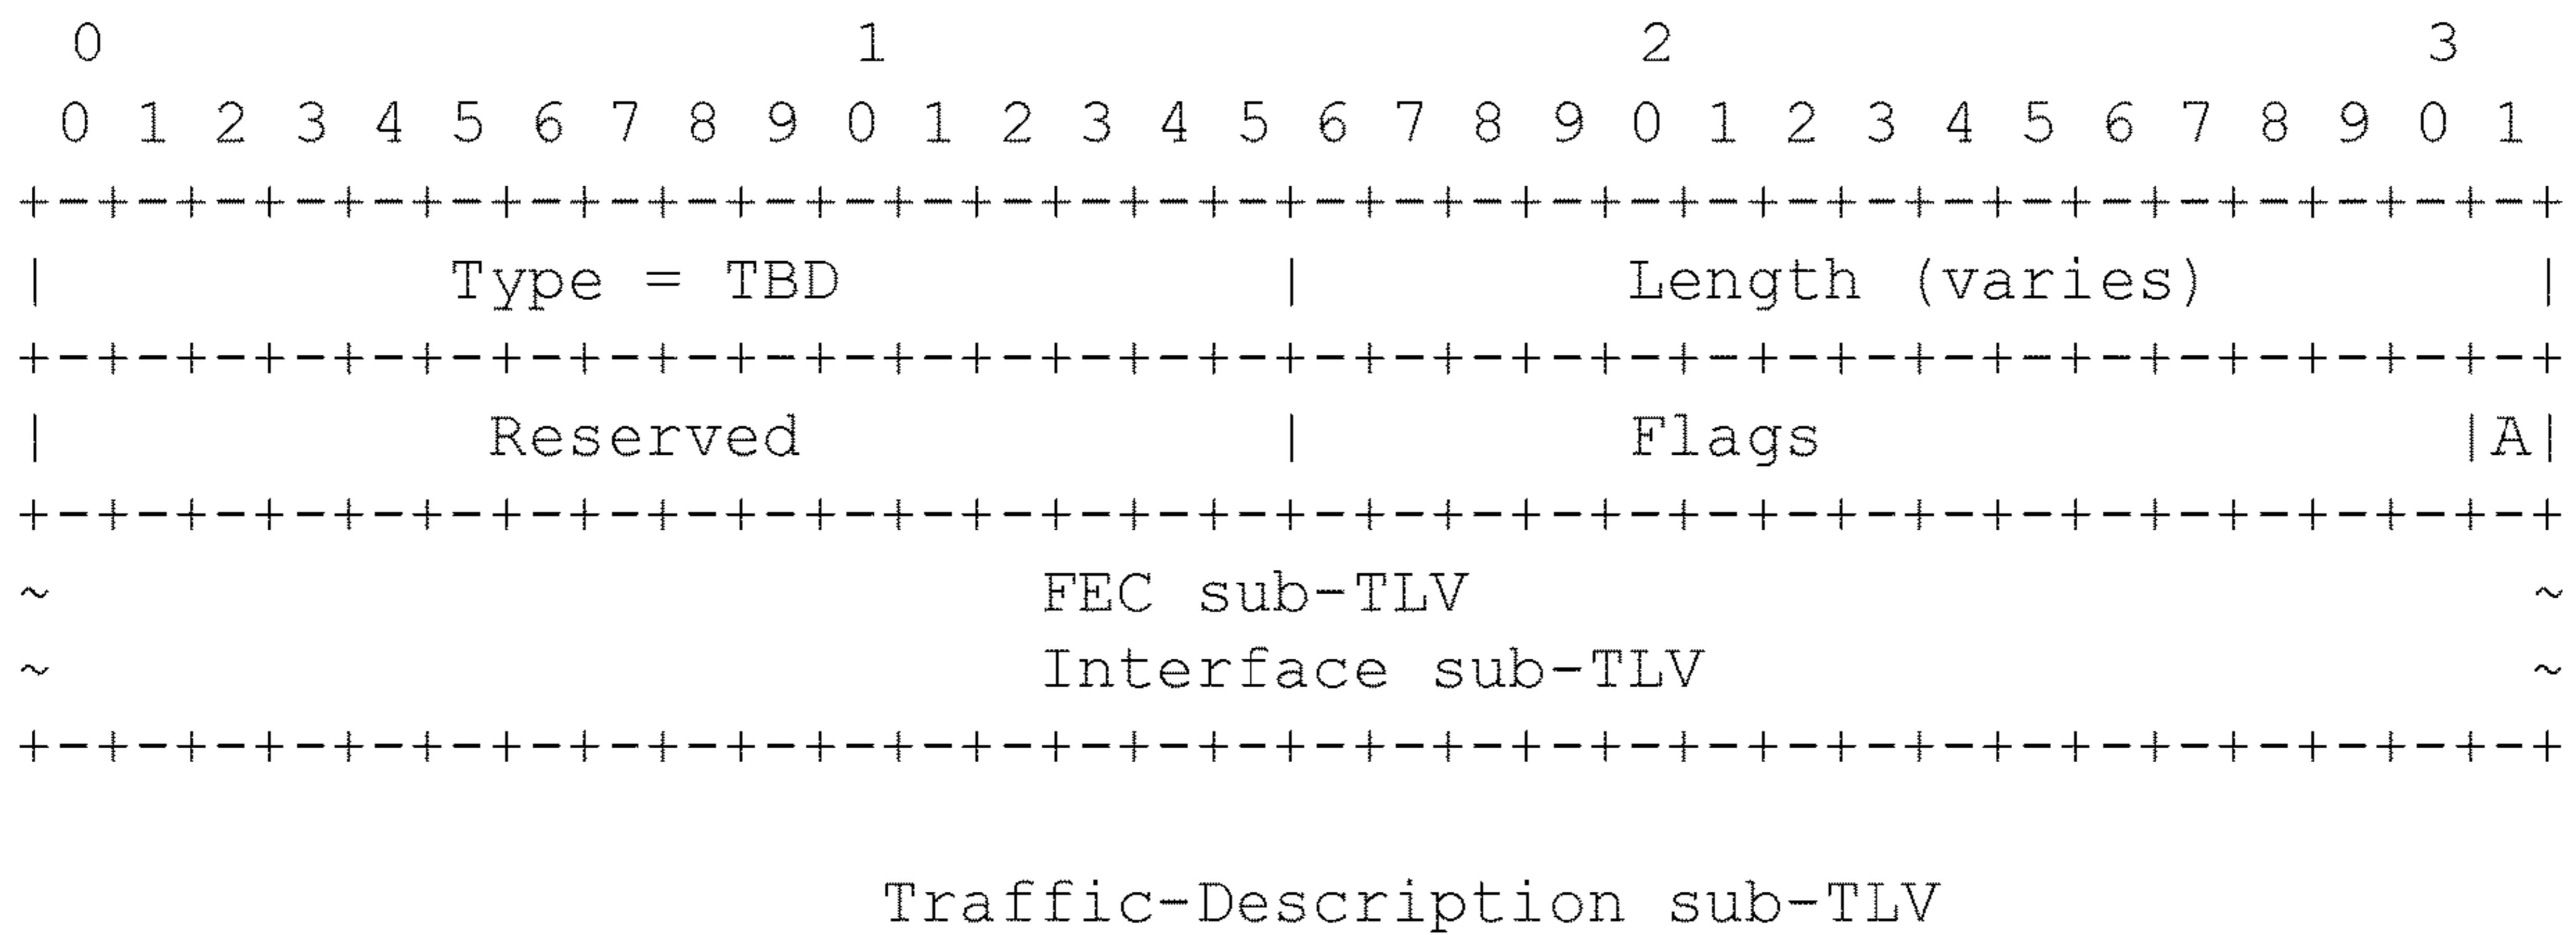 0                   1                   2                   3
 0 1 2 3 4 5 6 7 8 9 0 1 2 3 4 5 6 7 8 9 0 1 2 3 4 5 6 7 8 9 0 1
+-+-+-+-+-+-+-+-+-+-+-+-+-+-+-+-+-+-+-+-+-+-+-+-+-+-+-+-+-+-+-+-+
|          Type = TBD           |        Length (varies)        |
+-+-+-+-+-+-+-+-+-+-+-+-+-+-+-+-+-+-+-+-+-+-+-+-+-+-+-+-+-+-+-+-+
|           Reserved            |        Flags                |A|
+-+-+-+-+-+-+-+-+-+-+-+-+-+-+-+-+-+-+-+-+-+-+-+-+-+-+-+-+-+-+-+-+
~                         FEC sub-TLV                           ~
~                         Interface sub-TLV                     ~
+-+-+-+-+-+-+-+-+-+-+-+-+-+-+-+-+-+-+-+-+-+-+-+-+-+-+-+-+-+-+-+-+
Traffic-Description sub-TLV